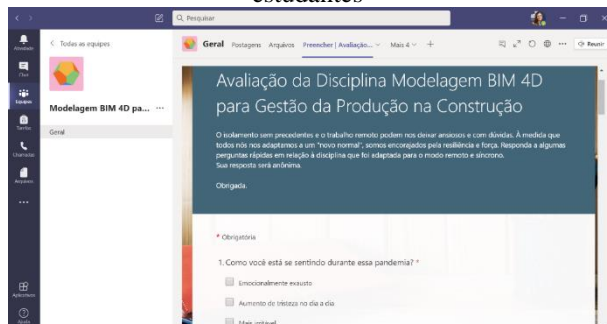 estudantes
Pesquisar
Atividade
Todas as equipes
Geral Postagens Arquivos Preencher | Avaliação... Mais 4 +
Reunir
Chat
Equipes
Modelagem BIM 4D pa... ...
Geral
Tarefas
Chamadas
Arquivos
...
Aplicativos
Ajuda
Avaliação da Disciplina Modelagem BIM 4D
para Gestão da Produção na Construção
O isolamento sem precedentes e o trabalho remoto podem nos deixar ansiosos e com dúvidas. À medida que
todos nós nos adaptamos a um "novo normal", somos encorajados pela resiliência e força. Responda a algumas
perguntas rápidas em relação à disciplina que foi adaptada para o modo remoto e síncrono.
Sua resposta será anônima.
Obrigada.
* Obrigatória
1. Como você está se sentindo durante essa pandemia? *
Emocionalmente exausto
Aumento de tristeza no dia a dia
Mais irritável